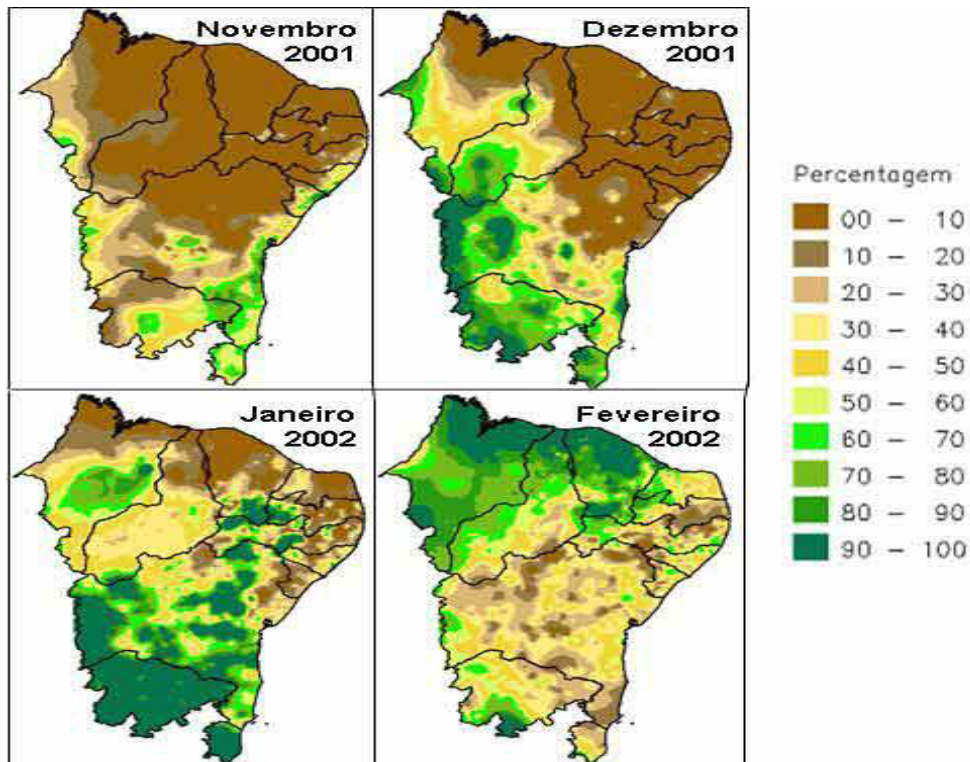 Novembro
2001
Dezembro
2001
Janeiro
2002
Fevereiro
2002
Percentagem
00 – 10
10 – 20
20 – 30
30 – 40
40 – 50
50 – 60
60 – 70
70 – 80
80 – 90
90 – 100